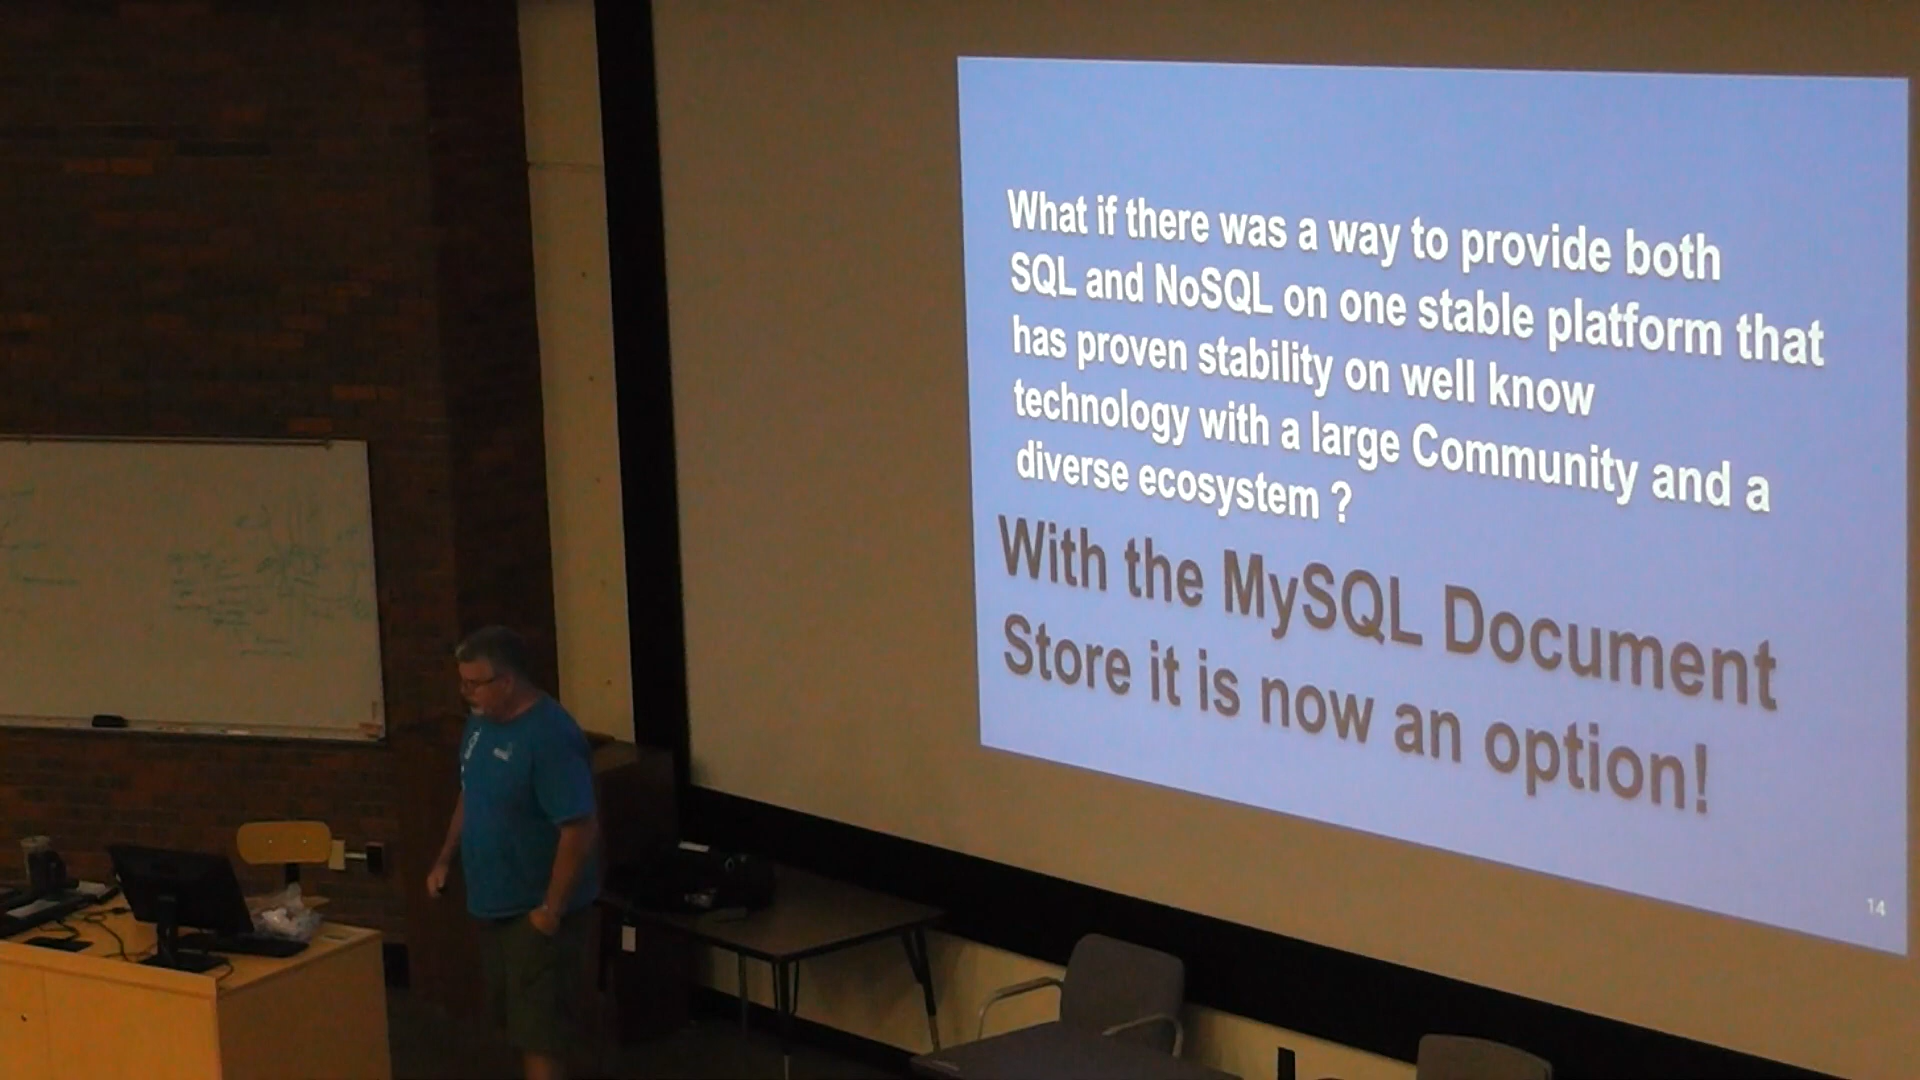 What if there was a way to provide both
SQL and NoSQL on one stable platform that
has proven stability on well know
technology with a large Community and a
diverse ecosystem ?
With the MySQL Document
Store it is now an option!
14